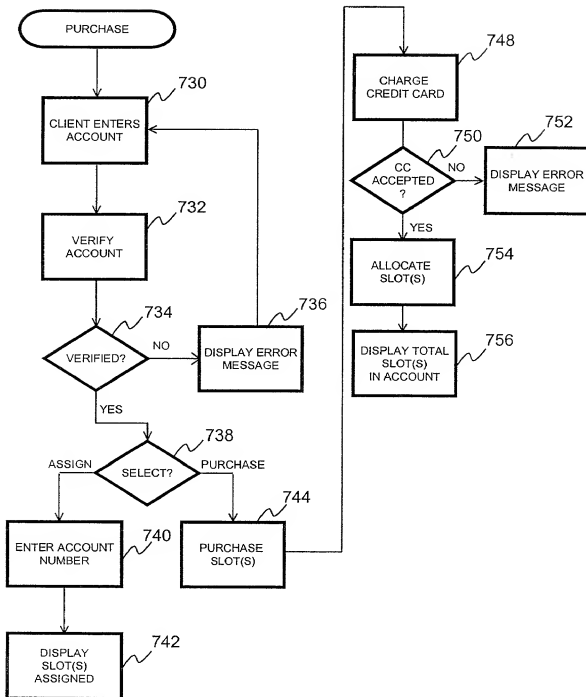 PURCHASE
730
CLIENT ENTERS
ACCOUNT
732
VERIFY
ACCOUNT
734
VERIFIED?
NO
736
DISPLAY ERROR
MESSAGE
YES
738
ASSIGN
SELECT?
PURCHASE
740
ENTER ACCOUNT
NUMBER
742
DISPLAY
SLOT(S)
ASSIGNED
744
PURCHASE
SLOT(S)
748
CHARGE
CREDIT CARD
750
CC
ACCEPTED
?
NO
752
DISPLAY ERROR
MESSAGE
YES
754
ALLOCATE
SLOT(S)
756
DISPLAY TOTAL
SLOT(S)
IN ACCOUNT